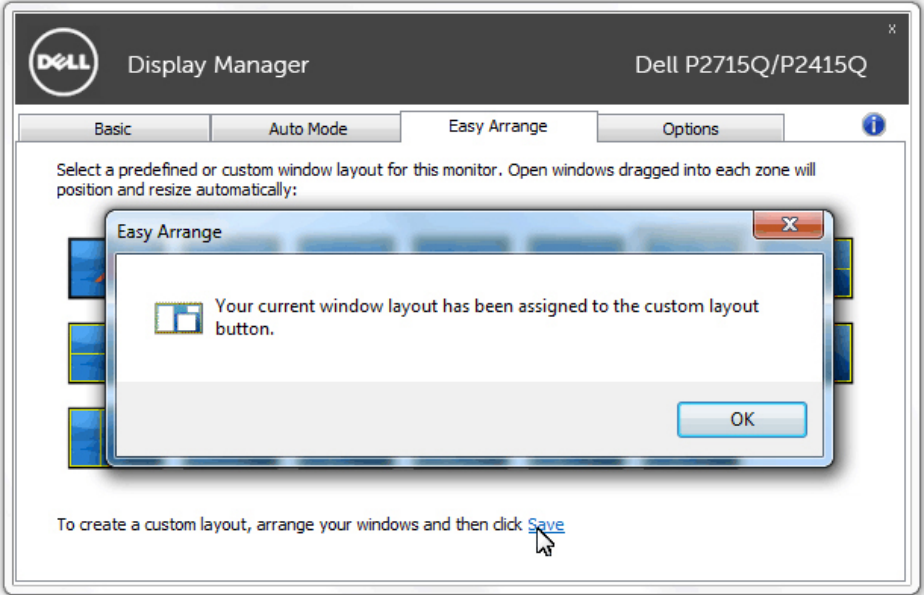 x
DELL
Display Manager
Dell P2715Q/P2415Q
Basic
Auto Mode
Easy Arrange
Options
i
Select a predefined or custom window layout for this monitor. Open windows dragged into each zone will
position and resize automatically:
Easy Arrange
x
Your current window layout has been assigned to the custom layout
button.
OK
To create a custom layout, arrange your windows and then click Save